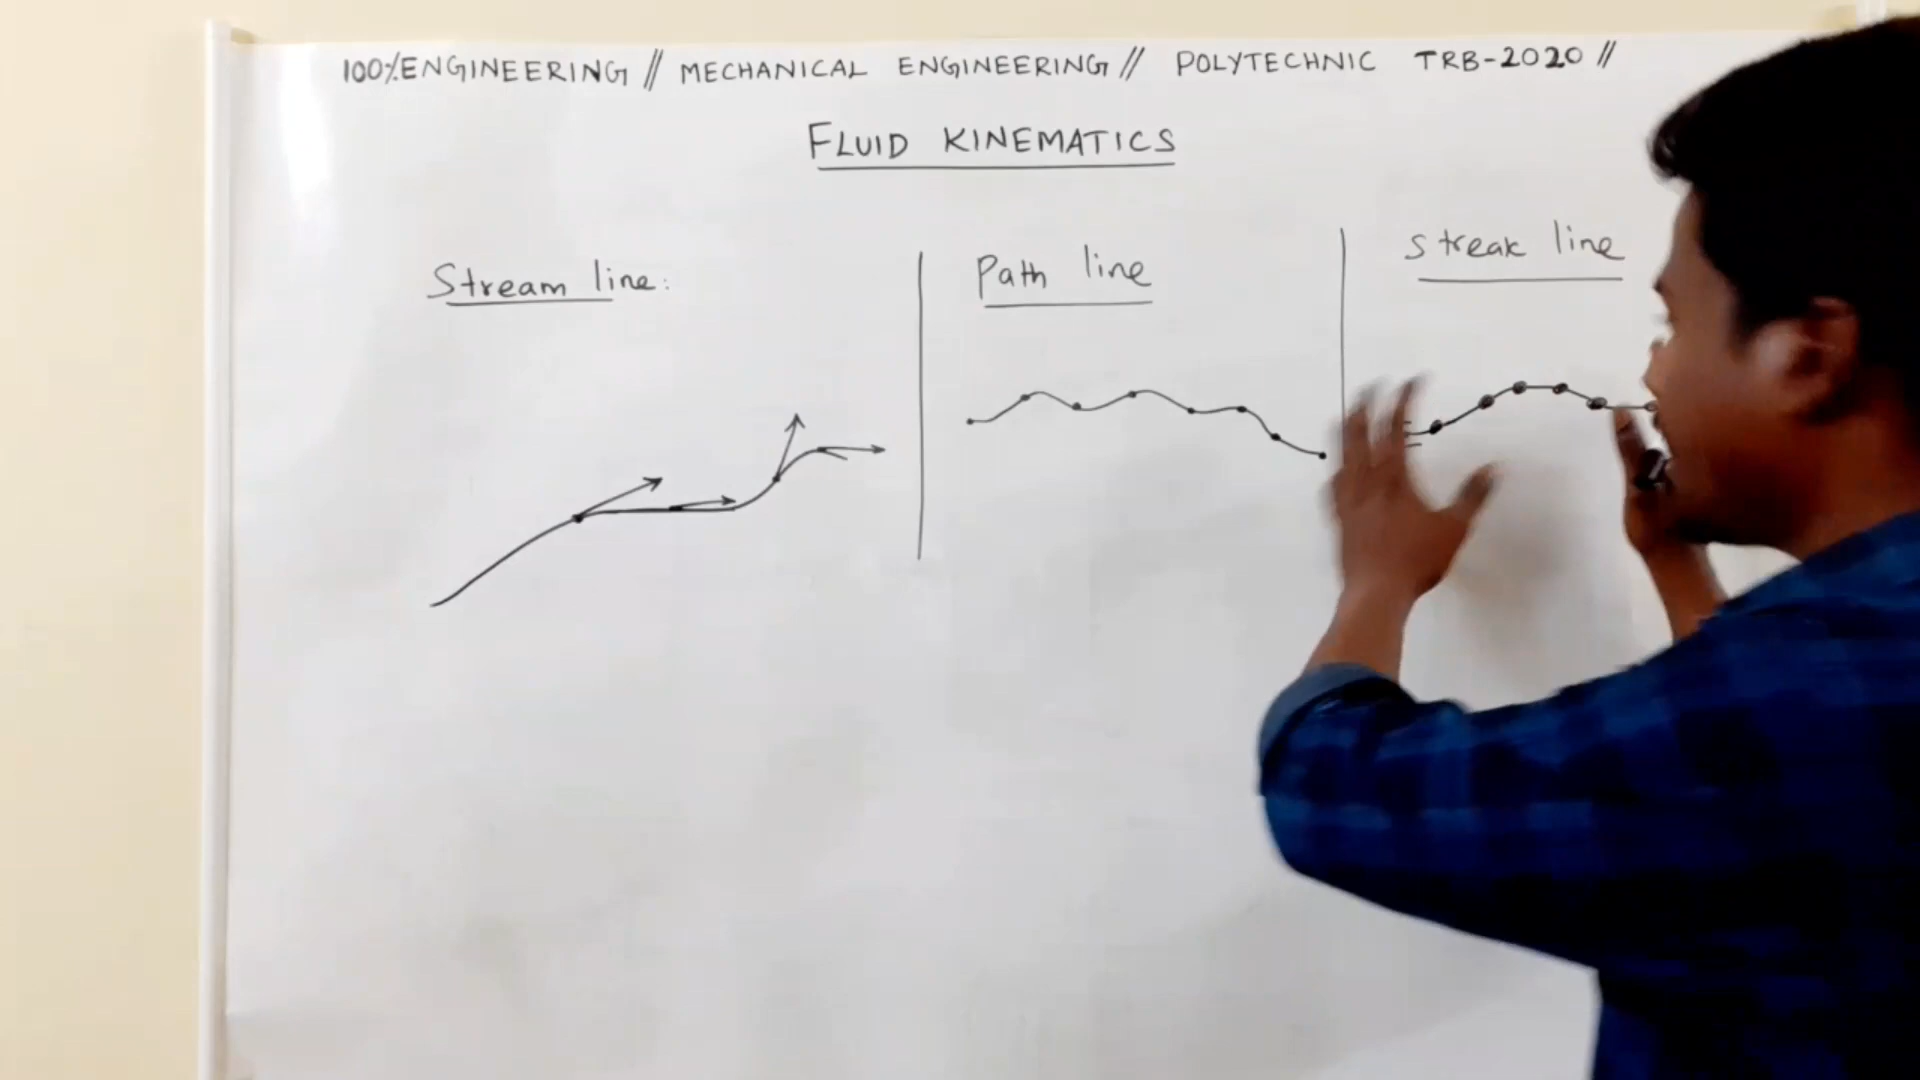 100%ENGINEERING // MECHANICAL ENGINEERING // POLYTECHNIC TRB-2020 //
FLUID KINEMATICS
Stream line:
Path line
Streak line